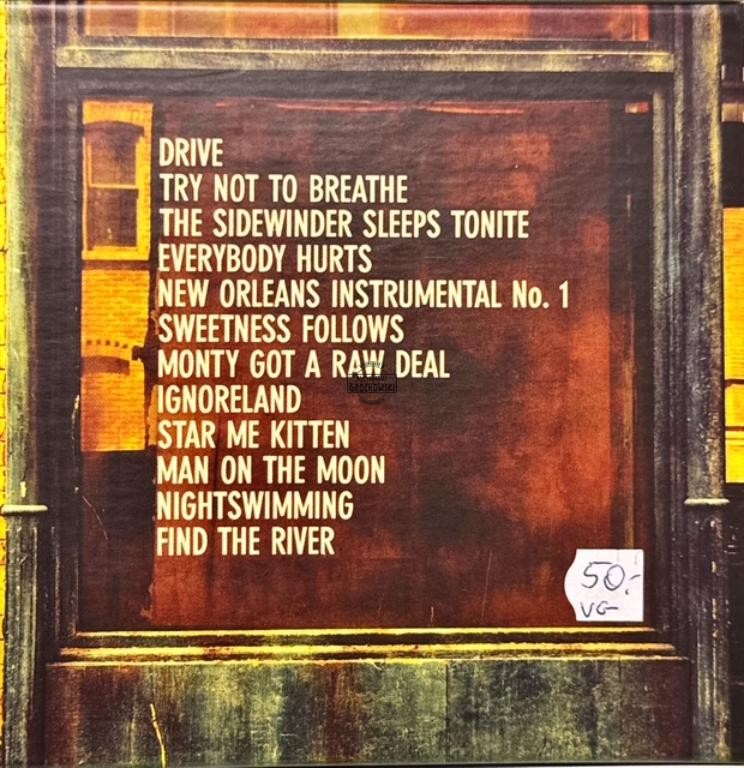 DRIVE
TRY NOT TO BREATHE
THE SIDEWINDER SLEEPS TONITE
EVERYBODY HURTS
NEW ORLEANS INSTRUMENTAL No. 1
SWEETNESS FOLLOWS
MONTY GOT A RAW DEAL
IGNORELAND
STAR ME KITTEN
MAN ON THE MOON
NIGHTSWIMMING
FIND THE RIVER
50,-
VG-